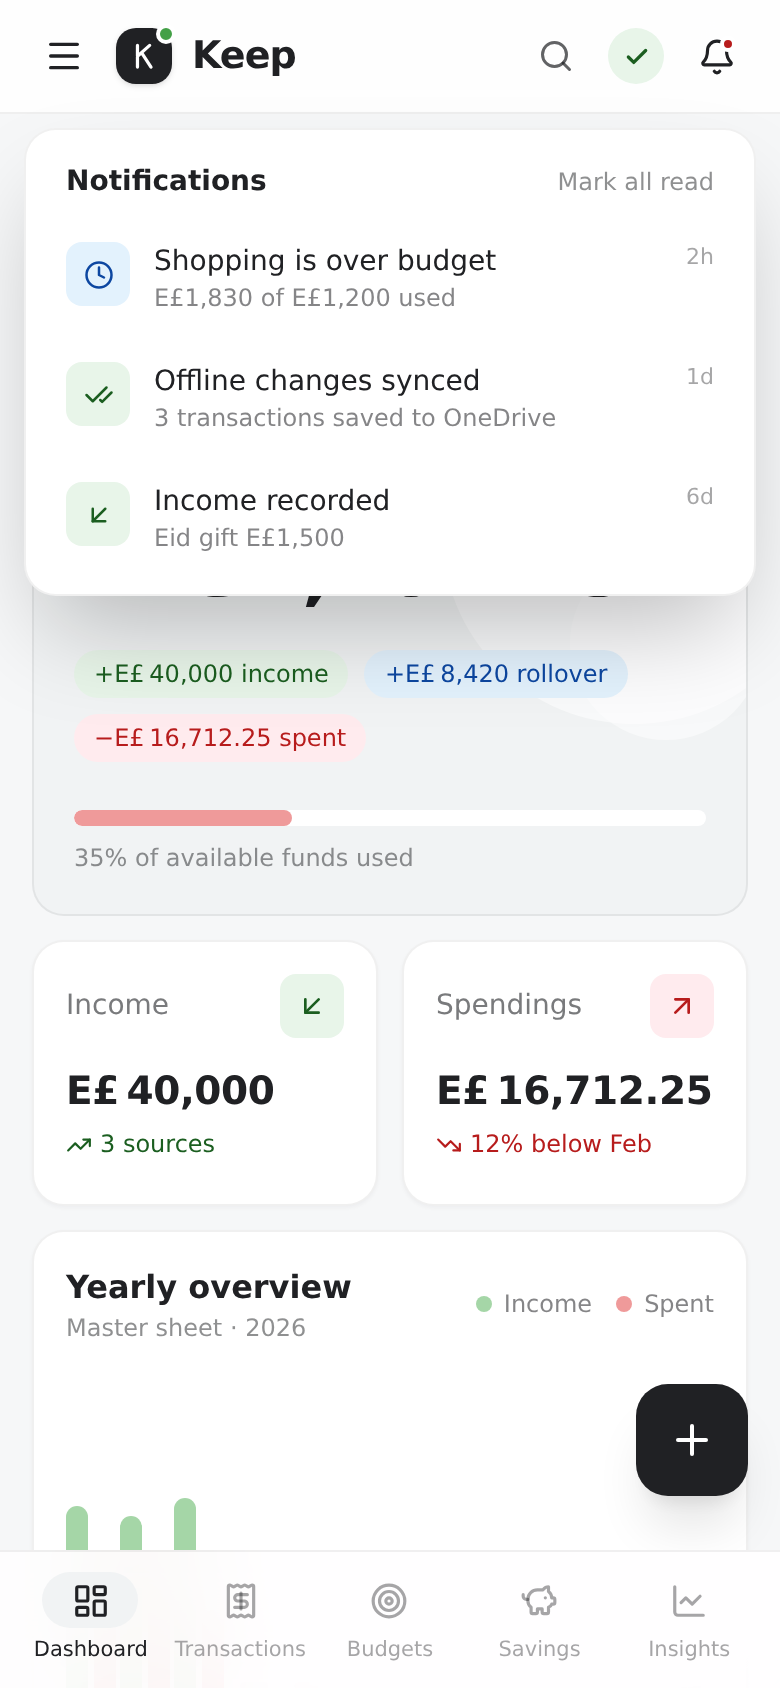 K Keep
Notifications
Mark all read
Shopping is over budget
2h
E£1,830 of E£1,200 used
Offline changes synced
1d
3 transactions saved to OneDrive
Income recorded
6d
Eid gift E£1,500
+E£ 40,000 income
+E£ 8,420 rollover
−E£ 16,712.25 spent
35% of available funds used
Income
E£ 40,000
3 sources
Spendings
E£ 16,712.25
12% below Feb
Yearly overview
Master sheet · 2026
Income
Spent
Dashboard
Transactions
Budgets
Savings
Insights